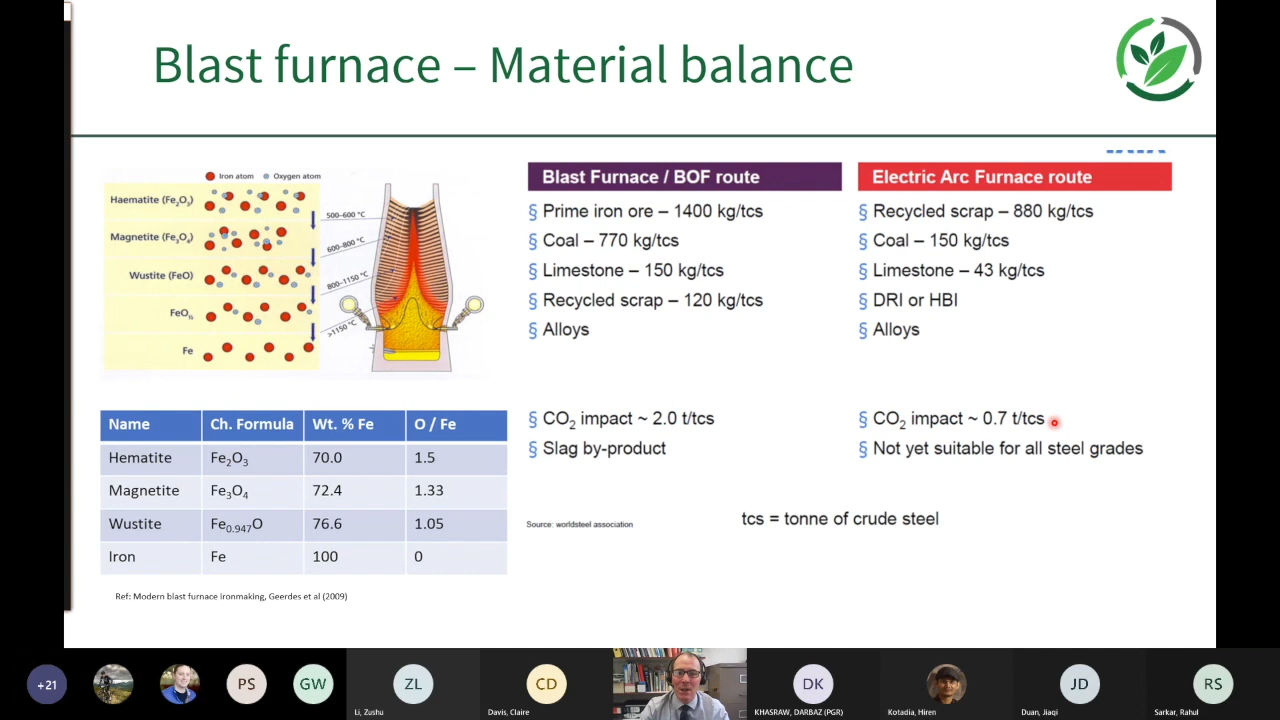 Blast furnace – Material balance
Iron atom Oxygen atom
Haematite (Fe₂O₃)
500–600 °C
Magnetite (Fe₃O₄)
600–800 °C
Wustite (FeO)
800–1150 °C
FeO½
>1150 °C
Fe
Blast Furnace / BOF route
§ Prime iron ore – 1400 kg/tcs
§ Coal – 770 kg/tcs
§ Limestone – 150 kg/tcs
§ Recycled scrap – 120 kg/tcs
§ Alloys
§ CO₂ impact ~ 2.0 t/tcs
§ Slag by-product
Electric Arc Furnace route
§ Recycled scrap – 880 kg/tcs
§ Coal – 150 kg/tcs
§ Limestone – 43 kg/tcs
§ DRI or HBI
§ Alloys
§ CO₂ impact ~ 0.7 t/tcs
§ Not yet suitable for all steel grades
Source: worldsteel association
tcs = tonne of crude steel
Name Ch. Formula Wt. % Fe O / Fe
Hematite Fe₂O₃ 70.0 1.5
Magnetite Fe₃O₄ 72.4 1.33
Wustite Fe₀.₉₄₇O 76.6 1.05
Iron Fe 100 0
Ref: Modern blast furnace ironmaking, Geerdes et al (2009)
+21 PS GW ZL CD DK JD RS
Li, Zushu Davis, Claire KHASRAW, DARBAZ (PGR) Kotadia, Hiren Duan, Jiaqi Sarkar, Rahul